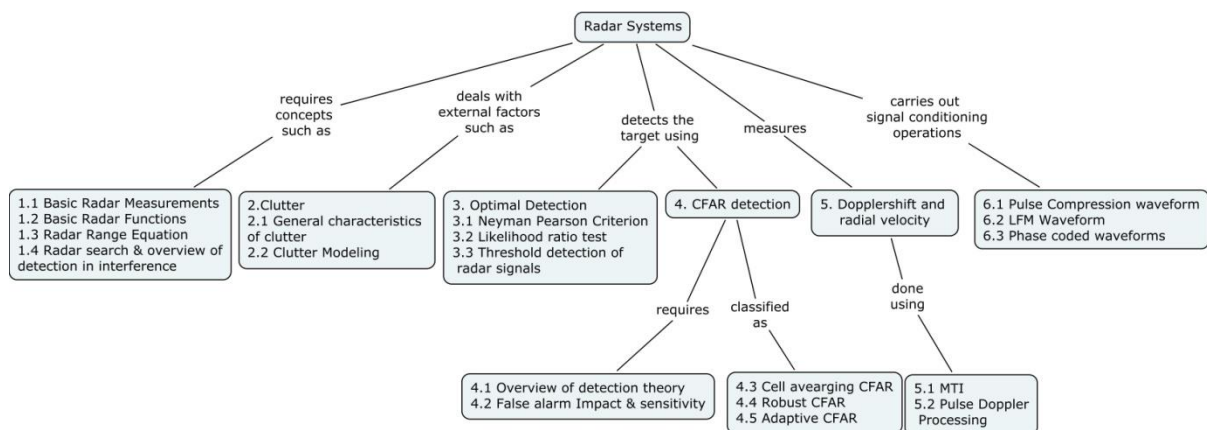 Radar Systems
requires
concepts
such as
deals with
external factors
such as
detects the
target using
measures
carries out
signal conditioning
operations
1.1 Basic Radar Measurements
1.2 Basic Radar Functions
1.3 Radar Range Equation
1.4 Radar search & overview of
detection in interference
2.Clutter
2.1 General characteristics
of clutter
2.2 Clutter Modeling
3. Optimal Detection
3.1 Neyman Pearson Criterion
3.2 Likelihood ratio test
3.3 Threshold detection of
radar signals
4. CFAR detection
5. Dopplershift and
radial velocity
6.1 Pulse Compression waveform
6.2 LFM Waveform
6.3 Phase coded waveforms
requires
classified
as
done
using
4.1 Overview of detection theory
4.2 False alarm Impact & sensitivity
4.3 Cell avearging CFAR
4.4 Robust CFAR
4.5 Adaptive CFAR
5.1 MTI
5.2 Pulse Doppler
Processing